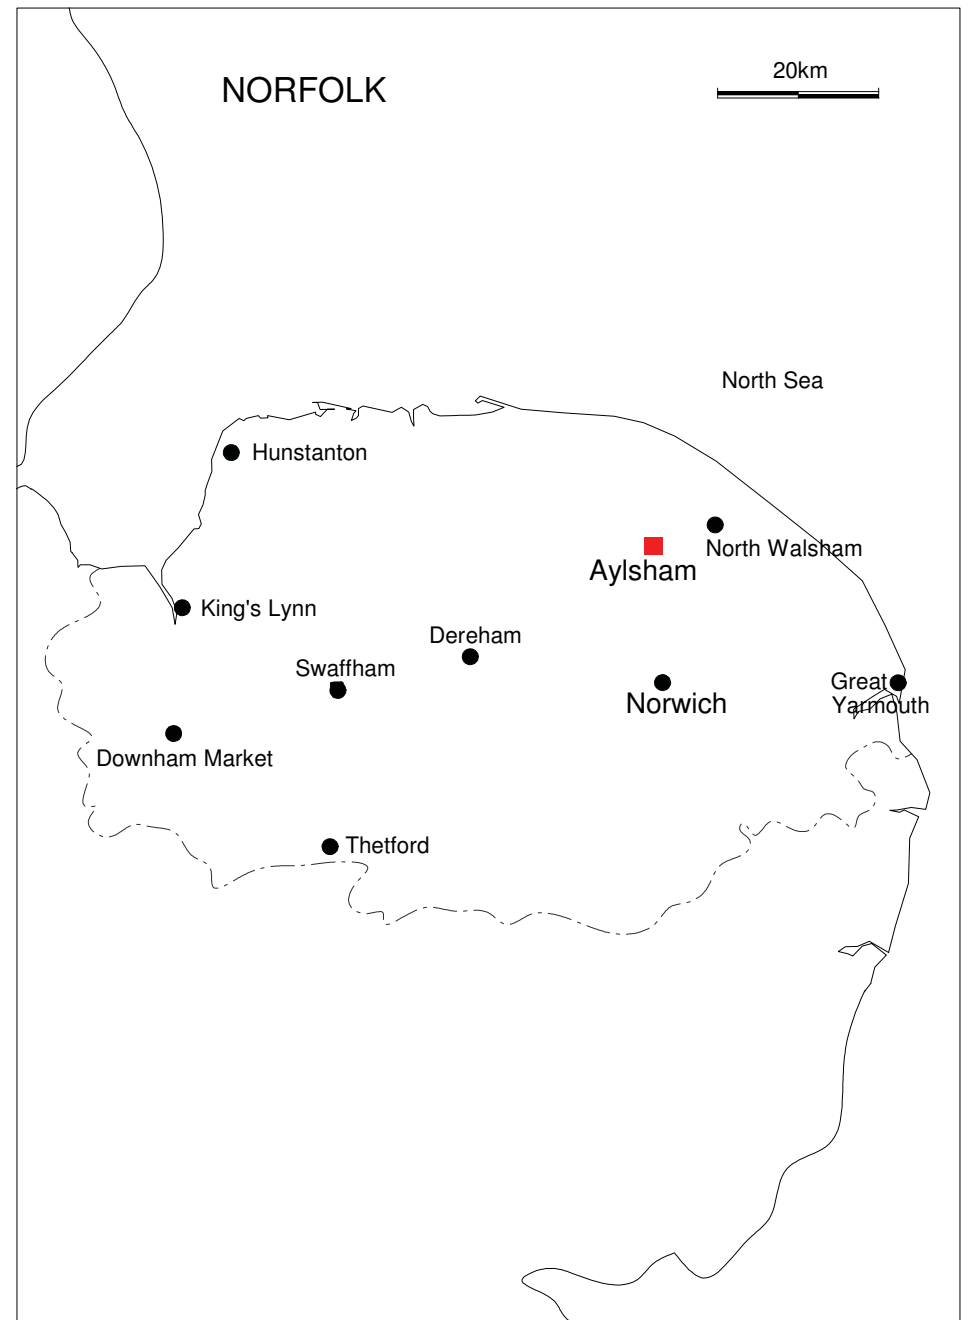 NORFOLK
20km
North Sea
Hunstanton
North Walsham
Aylsham
King's Lynn
Dereham
Swaffham
Great
Yarmouth
Norwich
Downham Market
Thetford